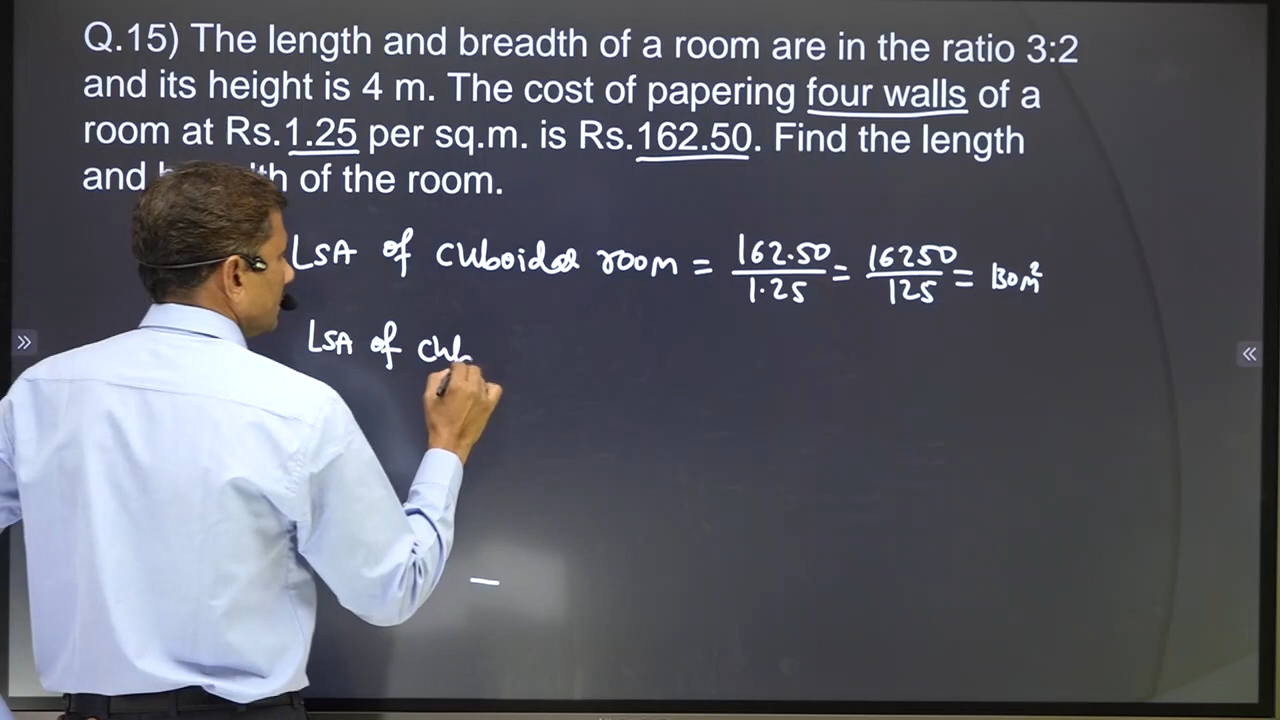 Q.15) The length and breadth of a room are in the ratio 3:2
and its height is 4 m. The cost of papering four walls of a
room at Rs.1.25 per sq.m. is Rs.162.50. Find the length
and of the room.
LSA of cuboidal room = 162.50/1.25 = 16250/125 = 130 m²
LSA of cub